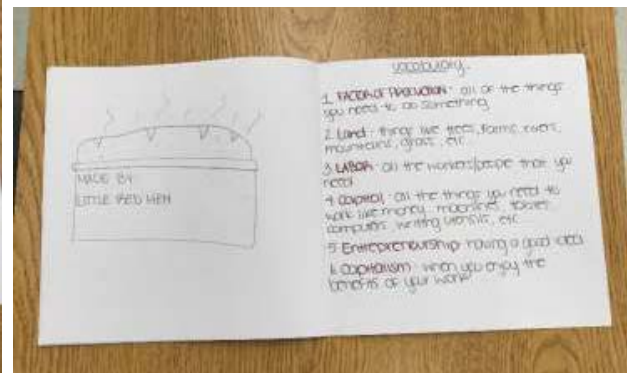 MADE BY
LITTLE RED HEN
Vocabulary
1. FACTOR OF PRODUCTION - all of the things
you need to do something
2. Land - things like trees, farms, rivers,
mountains, grass, etc
3. LABOR - all the workers/people that you
need
4. capital - all the things you need to
work like money, machines,
computers, writing utensils, etc
5. Entrepreneurship - having a good idea
6. capitalism - when you enjoy the
benefits of your work